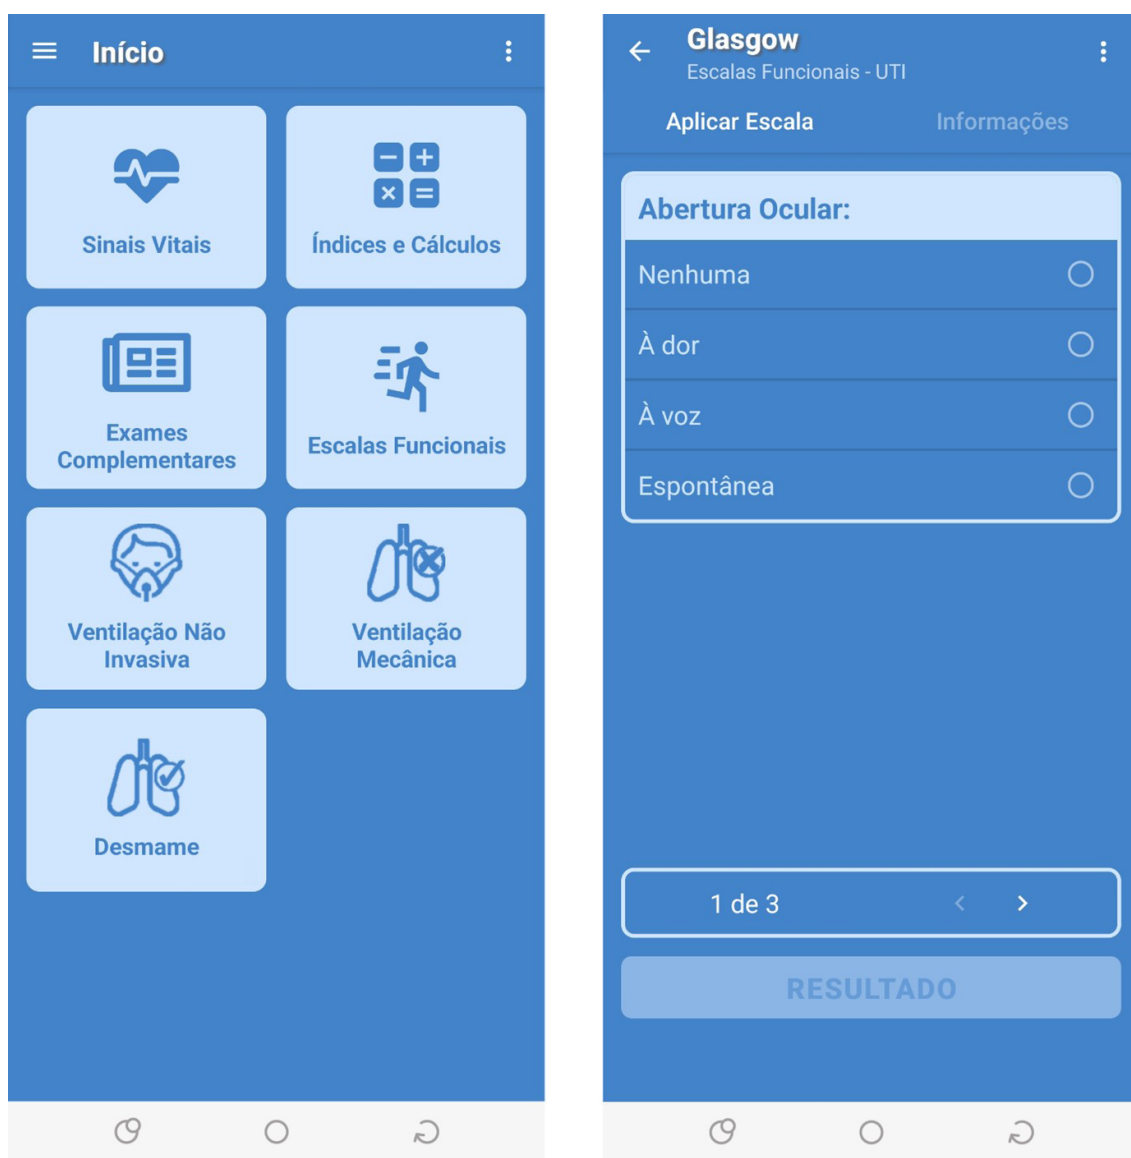 Início
Sinais Vitais
Índices e Cálculos
Exames
Complementares
Escalas Funcionais
Ventilação Não
Invasiva
Ventilação
Mecânica
Desmame
Glasgow
Escalas Funcionais - UTI
Aplicar Escala
Informações
Abertura Ocular:
Nenhuma
À dor
À voz
Espontânea
1 de 3
RESULTADO